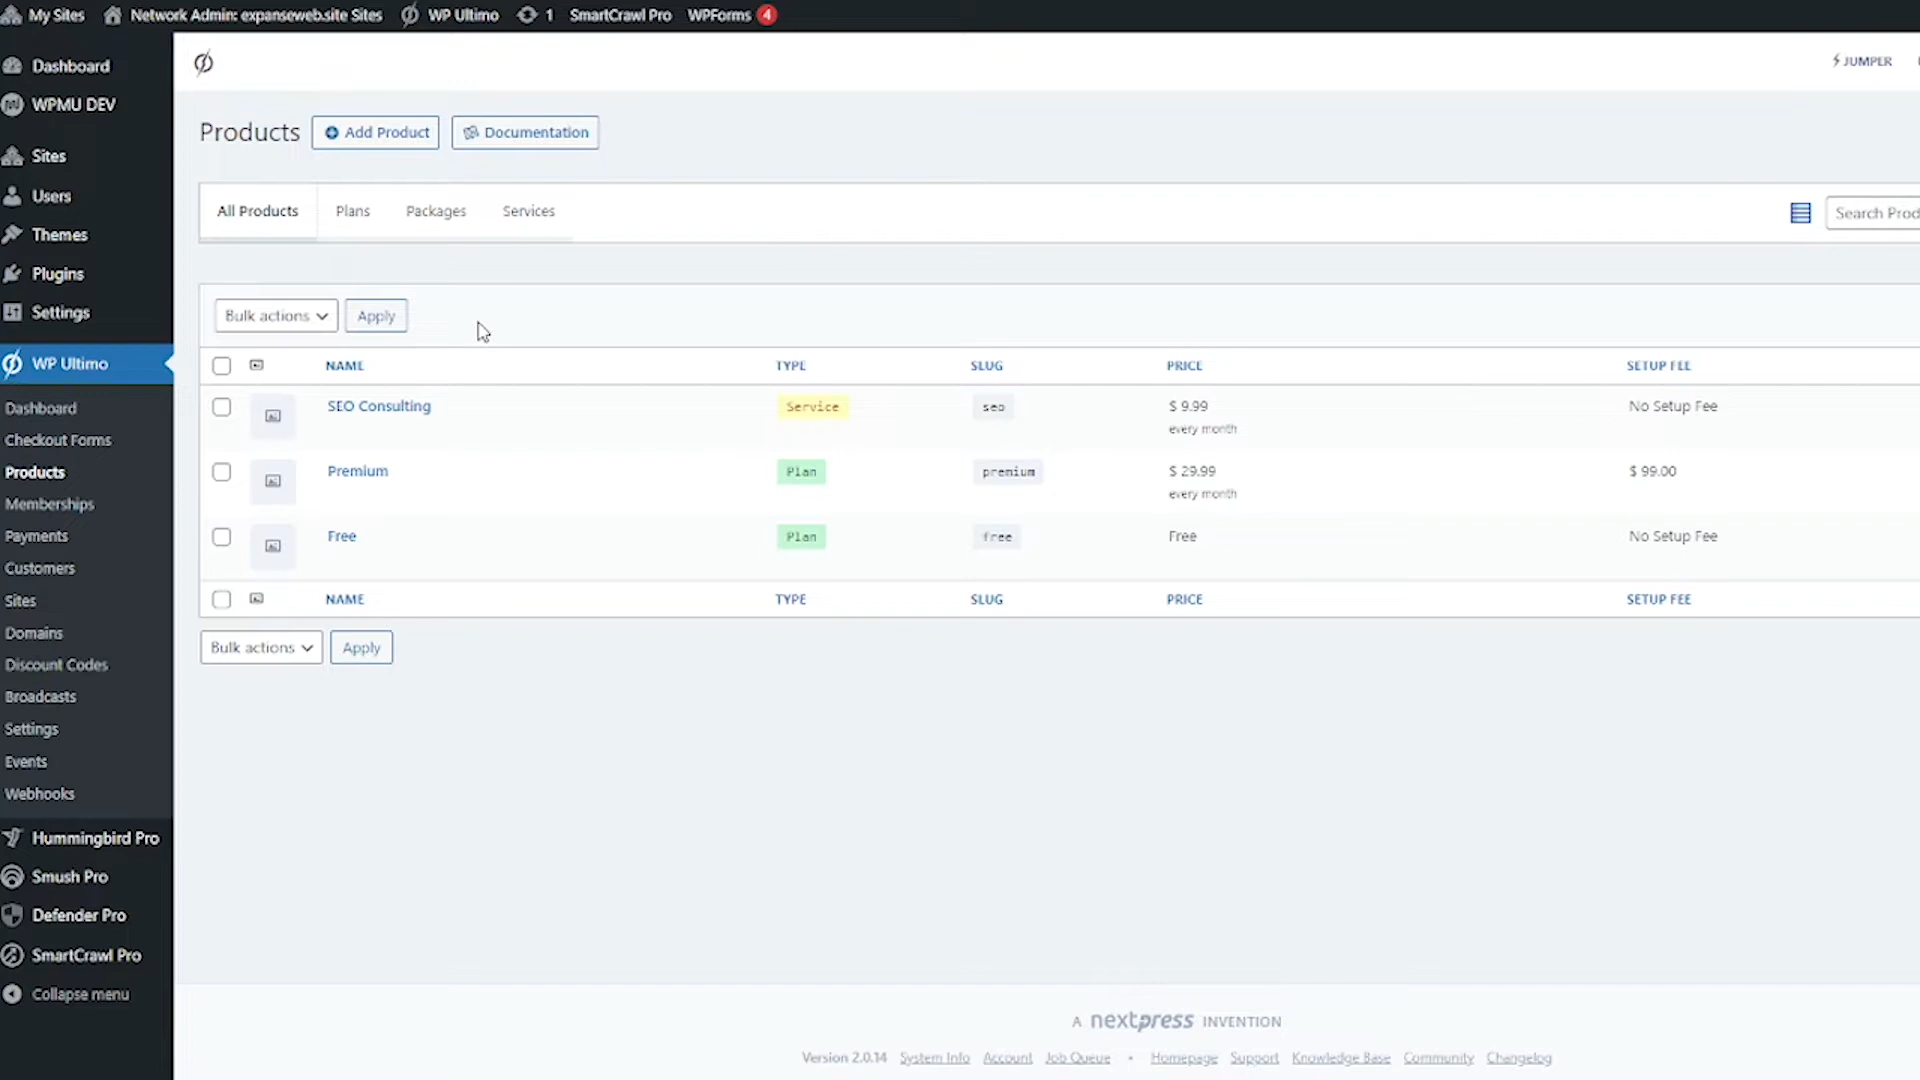 My Sites Network Admin: expanseweb.site Sites WP Ultimo 1 SmartCrawl Pro WPForms 4
Dashboard
WPMU DEV
Sites
Users
Themes
Plugins
Settings
WP Ultimo
Dashboard
Checkout Forms
Products
Memberships
Payments
Customers
Sites
Domains
Discount Codes
Broadcasts
Settings
Events
Webhooks
Hummingbird Pro
Smush Pro
Defender Pro
SmartCrawl Pro
Collapse menu
JUMPER
Products Add Product Documentation
All Products Plans Packages Services Search Prod
Bulk actions Apply
NAME TYPE SLUG PRICE SETUP FEE
SEO Consulting Service seo $ 9.99 No Setup Fee
every month
Premium Plan premium $ 29.99 $ 99.00
every month
Free Plan free Free No Setup Fee
NAME TYPE SLUG PRICE SETUP FEE
Bulk actions Apply
A nextpress INVENTION
Version 2.0.14 System Info Account Job Queue • Homepage Support Knowledge Base Community Changelog